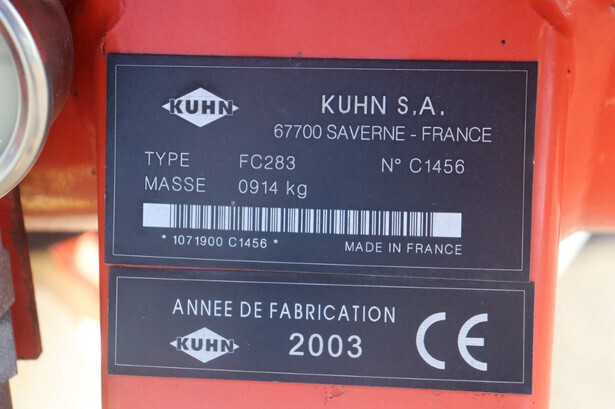 KUHN
KUHN S.A.
67700 SAVERNE - FRANCE
TYPE FC283 N° C1456
MASSE 0914 kg
* 1071900 C1456 * MADE IN FRANCE
ANNEE DE FABRICATION
KUHN 2003 CE